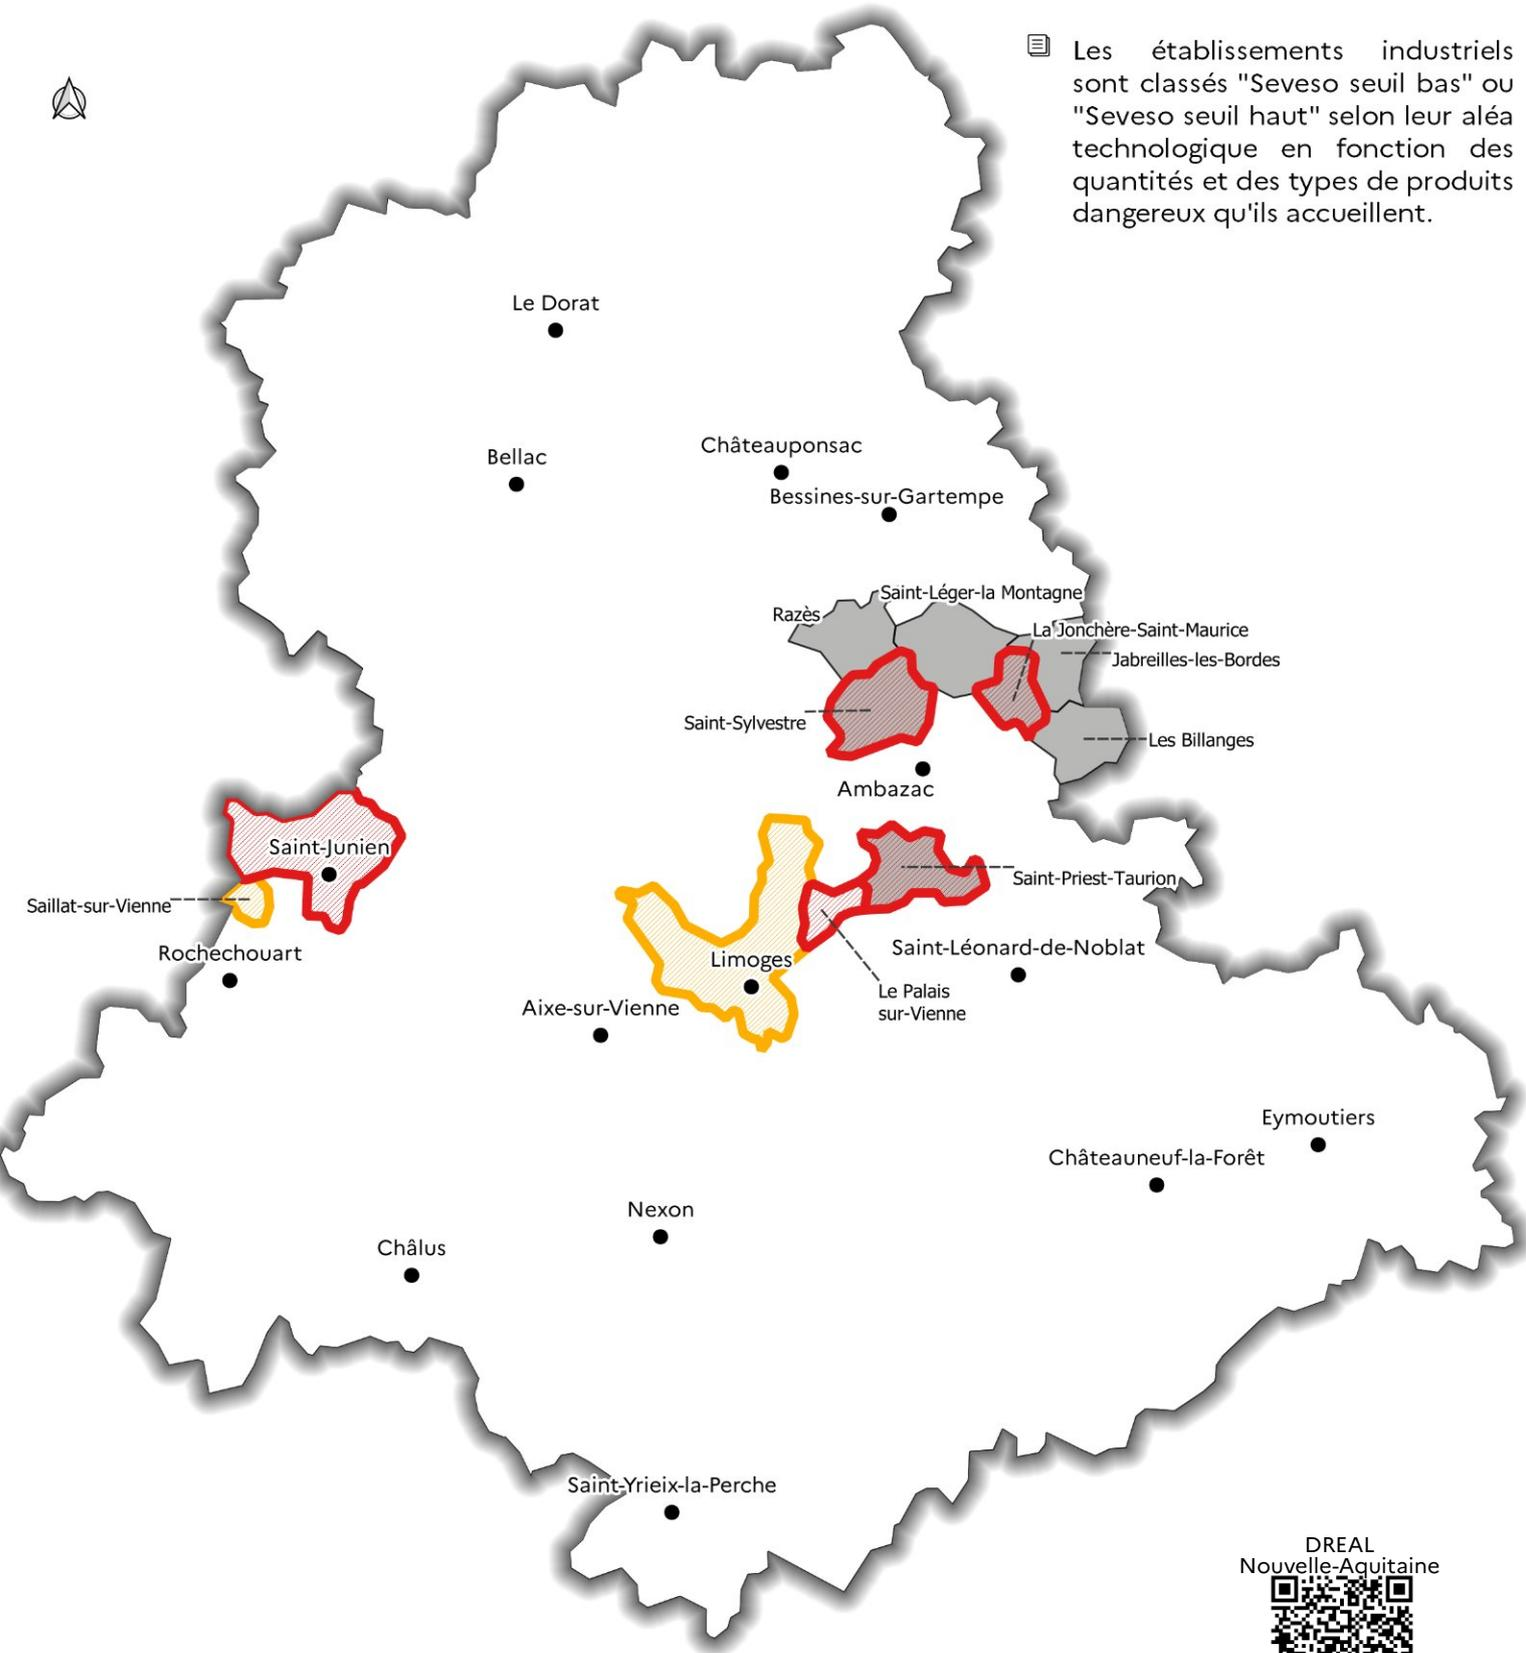 Les établissements industriels
sont classés "Seveso seuil bas" ou
"Seveso seuil haut" selon leur aléa
technologique en fonction des
quantités et des types de produits
dangereux qu'ils accueillent.
Le Dorat
Châteauponsac
Bellac
Bessines-sur-Gartempe
Saint-Léger-la Montagne
Razès
La Jonchère-Saint-Maurice
Jabreilles-les-Bordes
Saint-Sylvestre
Les Billanges
Ambazac
Saint-Junien
Saint-Priest-Taurion
Saillat-sur-Vienne
Rochechouart
Saint-Léonard-de-Noblat
Limoges
Le Palais
sur-Vienne
Aixe-sur-Vienne
Eymoutiers
Châteauneuf-la-Forêt
Nexon
Châlus
Saint-Yrieix-la-Perche
DREAL
Nouvelle-Aquitaine